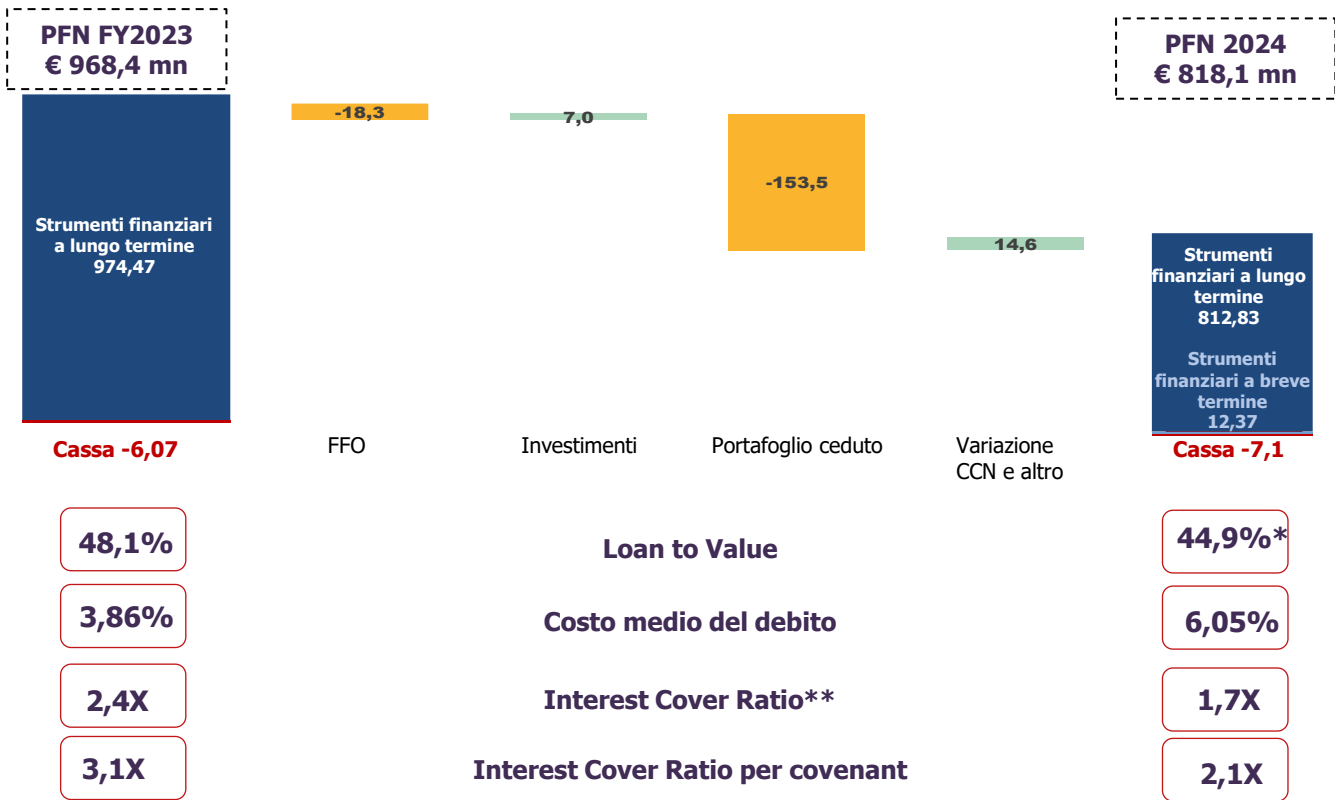 PFN FY2023
€ 968,4 mn
PFN 2024
€ 818,1 mn
-18,3
7,0
-153,5
14,6
Strumenti finanziari
a lungo termine
974,47
Strumenti
finanziari a lungo
termine
812,83
Strumenti
finanziari a breve
termine
12,37
Cassa -6,07
FFO
Investimenti
Portafoglio ceduto
Variazione
CCN e altro
Cassa -7,1
48,1%
Loan to Value
44,9%*
3,86%
Costo medio del debito
6,05%
2,4X
Interest Cover Ratio**
1,7X
3,1X
Interest Cover Ratio per covenant
2,1X